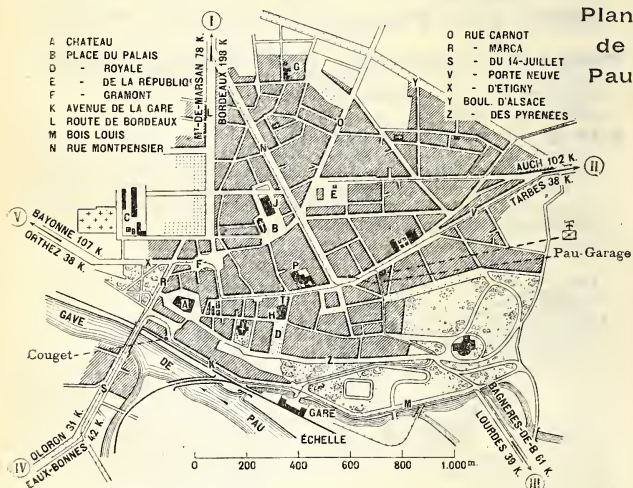 Plan
de
Pau
A CHATEAU
B PLACE DU PALAIS
D - ROYALE
E - DE LA RÉPUBLIQUE
F - GRAMONT
K AVENUE DE LA GARE
L ROUTE DE BORDEAUX
M BOIS LOUIS
N RUE MONTPENSIER
O RUE CARNOT
R - MARCA
S - DU 14-JUILLET
V - PORTE NEUVE
X - D'ETIGNY
Y BOUL. D'ALSACE
Z - DES PYRÉNÉES
I
MT-DE-MARSAN 78 K.
BORDEAUX 193 K.
G
Y
O
N
AUCH 102 K.
II
TARBES 38 K.
E
J
V
C
B
V
BAYONNE 107 K.
ORTHEZ 38 K.
Pau-Garage
X
F
P
R
A
H
D
GAVE
DE
PAU
Couget
Z
K
S
M
GARE
BAGNÈRES-DE-B 61 K.
LOURDES 39 K.
III
OLORON 31 K.
EAUX-BONNES 42 K.
IV
ÉCHELLE
0 200 400 600 800 1.000 m.